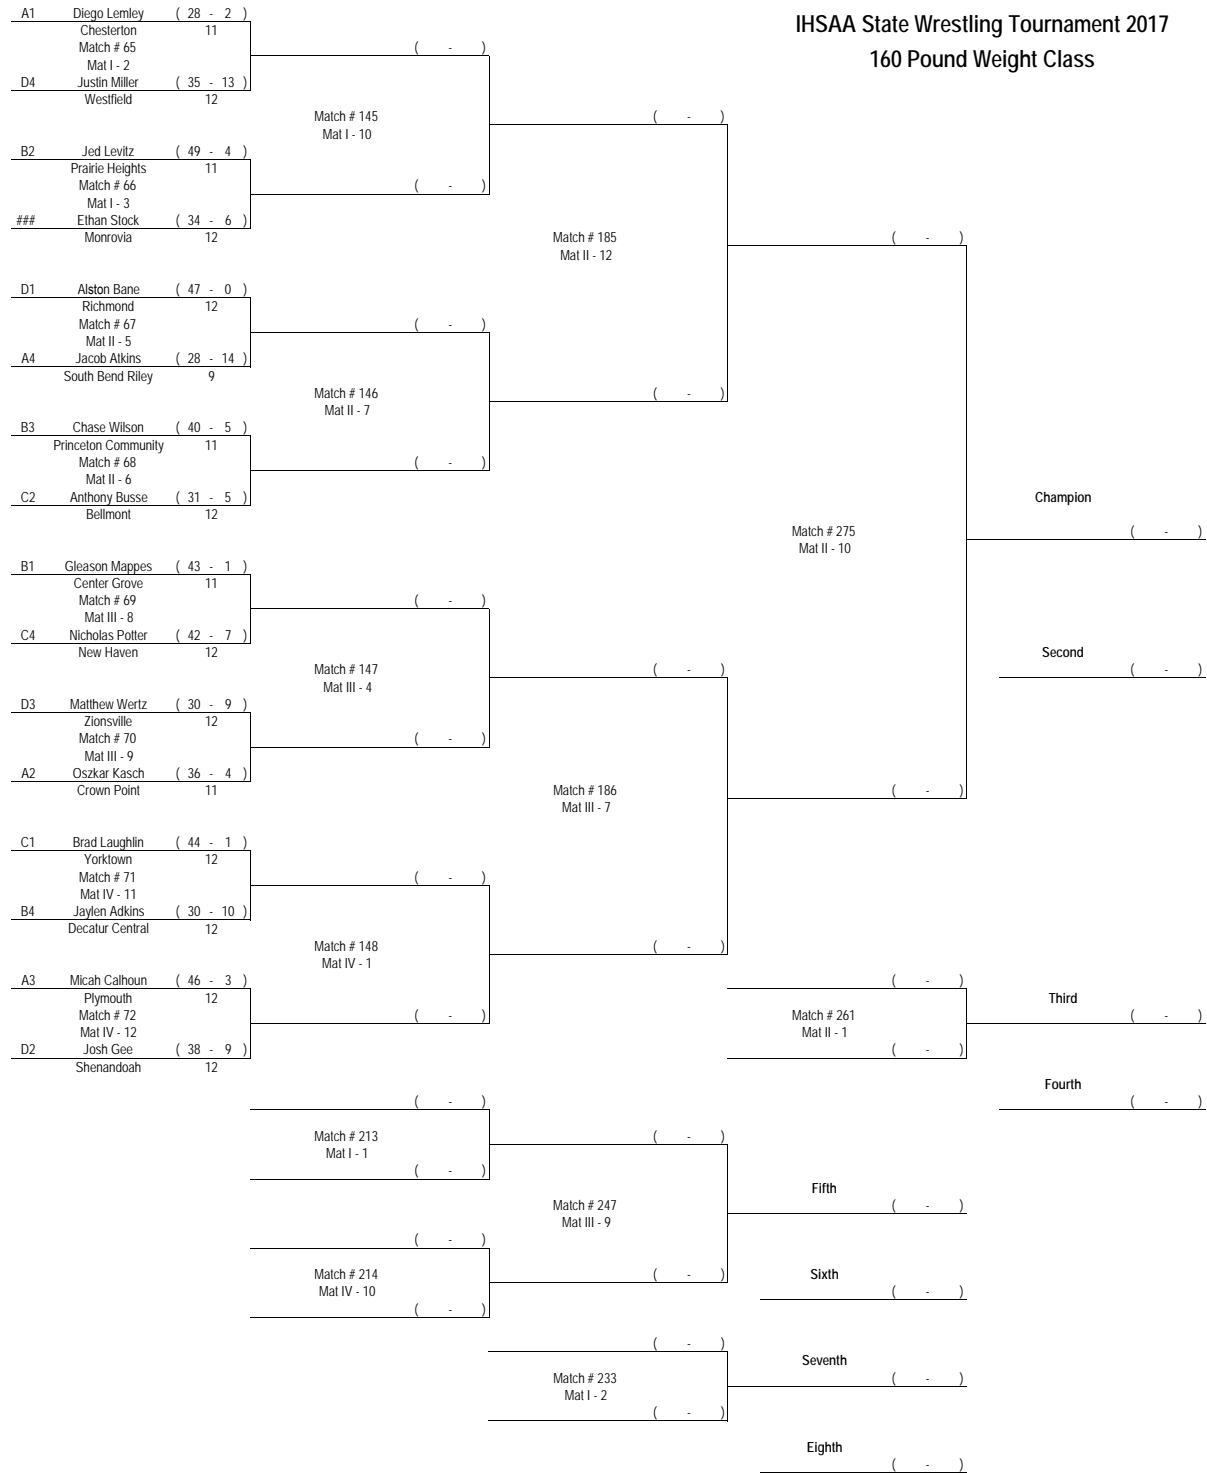 IHSAA State Wrestling Tournament 2017
160 Pound Weight Class
A1 Diego Lemley ( 28 - 2 )
Chesterton 11
Match # 65
Mat I - 2
D4 Justin Miller ( 35 - 13 )
Westfield 12
B2 Jed Levitz ( 49 - 4 )
Prairie Heights 11
Match # 66
Mat I - 3
### Ethan Stock ( 34 - 6 )
Monrovia 12
D1 Alston Bane ( 47 - 0 )
Richmond 12
Match # 67
Mat II - 5
A4 Jacob Atkins ( 28 - 14 )
South Bend Riley 9
B3 Chase Wilson ( 40 - 5 )
Princeton Community 11
Match # 68
Mat II - 6
C2 Anthony Busse ( 31 - 5 )
Bellmont 12
B1 Gleason Mappes ( 43 - 1 )
Center Grove 11
Match # 69
Mat III - 8
C4 Nicholas Potter ( 42 - 7 )
New Haven 12
D3 Matthew Wertz ( 30 - 9 )
Zionsville 12
Match # 70
Mat III - 9
A2 Oszkar Kasch ( 36 - 4 )
Crown Point 11
C1 Brad Laughlin ( 44 - 1 )
Yorktown 12
Match # 71
Mat IV - 11
B4 Jaylen Adkins ( 30 - 10 )
Decatur Central 12
A3 Micah Calhoun ( 46 - 3 )
Plymouth 12
Match # 72
Mat IV - 12
D2 Josh Gee ( 38 - 9 )
Shenandoah 12
( - )
Match # 145
Mat I - 10
( - )
( - )
Match # 146
Mat II - 7
( - )
( - )
Match # 147
Mat III - 4
( - )
( - )
Match # 148
Mat IV - 1
( - )
( - )
Match # 185
Mat II - 12
( - )
( - )
Match # 186
Mat III - 7
( - )
( - )
Match # 275
Mat II - 10
( - )
Champion
( - )
Second
( - )
( - )
Match # 261
Mat II - 1
( - )
Third
( - )
Fourth
( - )
( - )
Match # 213
Mat I - 1
( - )
( - )
Match # 214
Mat IV - 10
( - )
( - )
Match # 247
Mat III - 9
( - )
Fifth
( - )
Sixth
( - )
( - )
Match # 233
Mat I - 2
( - )
Seventh
( - )
Eighth
( - )